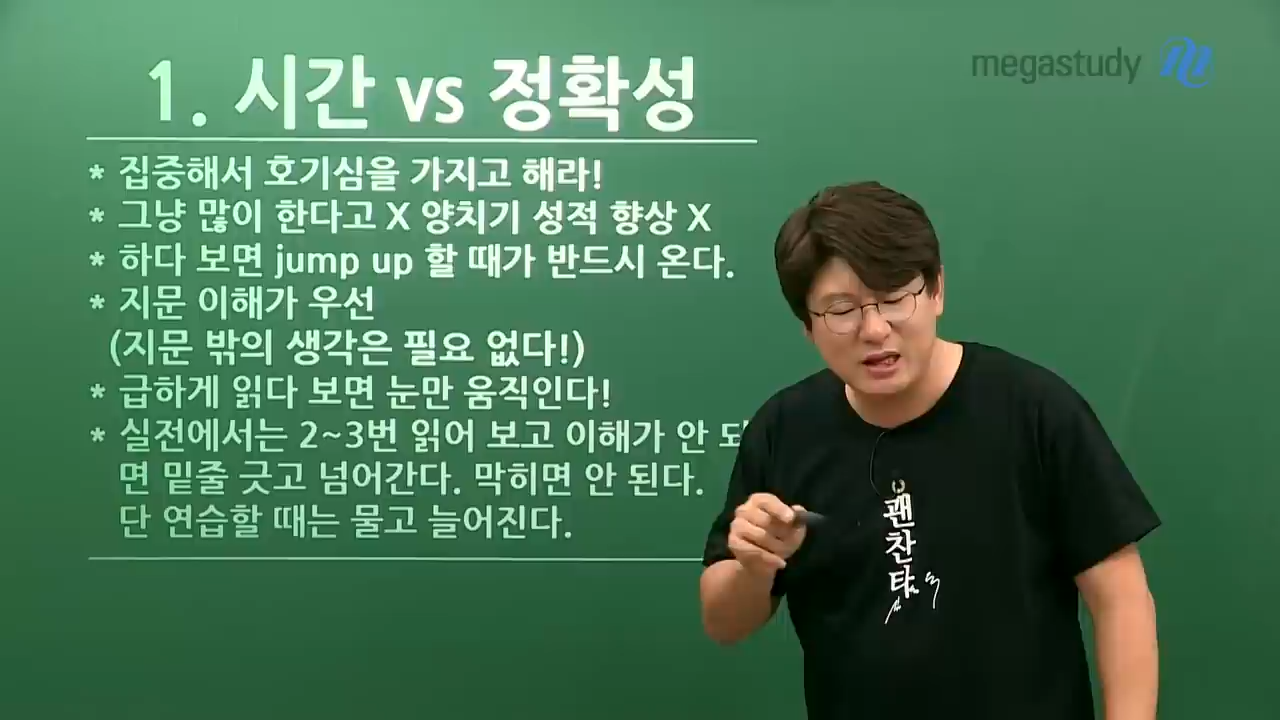 megastudy
1. 시간 vs 정확성
* 집중해서 호기심을 가지고 해라!
* 그냥 많이 한다고 X 양치기 성적 향상 X
* 하다 보면 jump up 할 때가 반드시 온다.
* 지문 이해가 우선
(지문 밖의 생각은 필요 없다!)
* 급하게 읽다 보면 눈만 움직인다!
* 실전에서는 2~3번 읽어 보고 이해가 안 되
면 밑줄 긋고 넘어간다. 막히면 안 된다.
단 연습할 때는 물고 늘어진다.
괜찬타